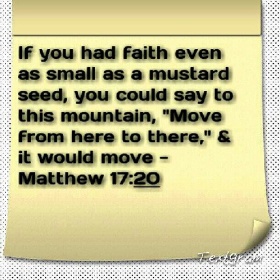 If you had faith even
as small as a mustard
seed, you could say to
this mountain, "Move
from here to there," &
it would move -
Matthew 17:20